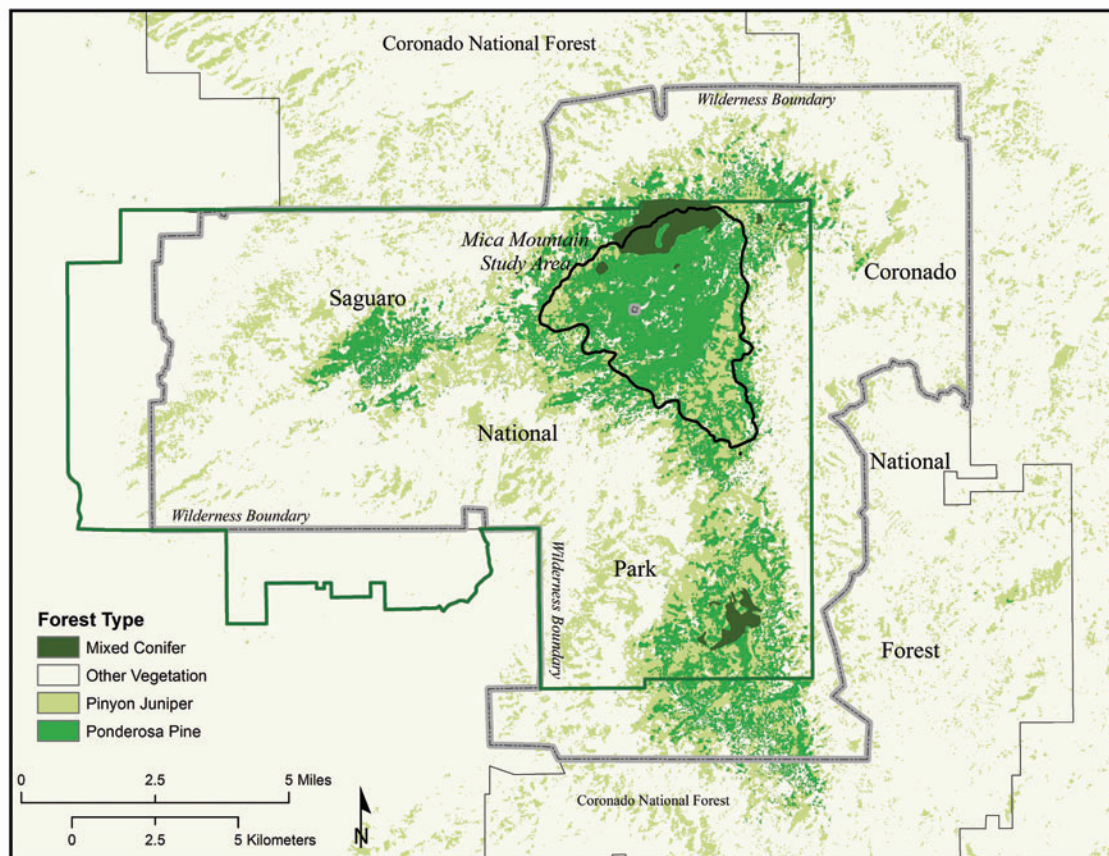 Coronado National Forest
Wilderness Boundary
Mica Mountain
Study Area
Coronado
Saguaro
National
National
Wilderness Boundary
Wilderness Boundary
Park
Forest
Forest Type
Mixed Conifer
Other Vegetation
Pinyon Juniper
Ponderosa Pine
0 2.5 5 Miles
0 2.5 5 Kilometers
N
Coronado National Forest